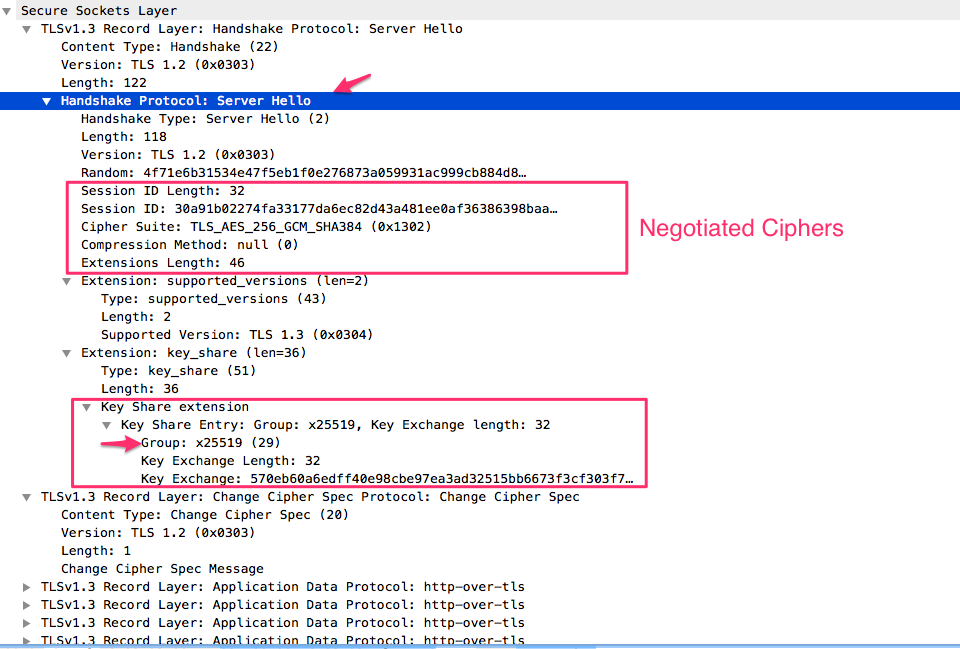 Secure Sockets Layer
TLSv1.3 Record Layer: Handshake Protocol: Server Hello
Content Type: Handshake (22)
Version: TLS 1.2 (0x0303)
Length: 122
Handshake Protocol: Server Hello
Handshake Type: Server Hello (2)
Length: 118
Version: TLS 1.2 (0x0303)
Random: 4f71e6b31534e47f5eb1f0e276873a059931ac999cb884d8…
Session ID Length: 32
Session ID: 30a91b02274fa33177da6ec82d43a481ee0af36386398baa…
Cipher Suite: TLS_AES_256_GCM_SHA384 (0x1302)
Negotiated Ciphers
Compression Method: null (0)
Extensions Length: 46
Extension: supported_versions (len=2)
Type: supported_versions (43)
Length: 2
Supported Version: TLS 1.3 (0x0304)
Extension: key_share (len=36)
Type: key_share (51)
Length: 36
Key Share extension
Key Share Entry: Group: x25519, Key Exchange length: 32
Group: x25519 (29)
Key Exchange Length: 32
Key Exchange: 570eb60a6edff40e98cbe97ea3ad32515bb6673f3cf303f7…
TLSv1.3 Record Layer: Change Cipher Spec Protocol: Change Cipher Spec
Content Type: Change Cipher Spec (20)
Version: TLS 1.2 (0x0303)
Length: 1
Change Cipher Spec Message
TLSv1.3 Record Layer: Application Data Protocol: http-over-tls
TLSv1.3 Record Layer: Application Data Protocol: http-over-tls
TLSv1.3 Record Layer: Application Data Protocol: http-over-tls
TLSv1.3 Record Layer: Application Data Protocol: http-over-tls